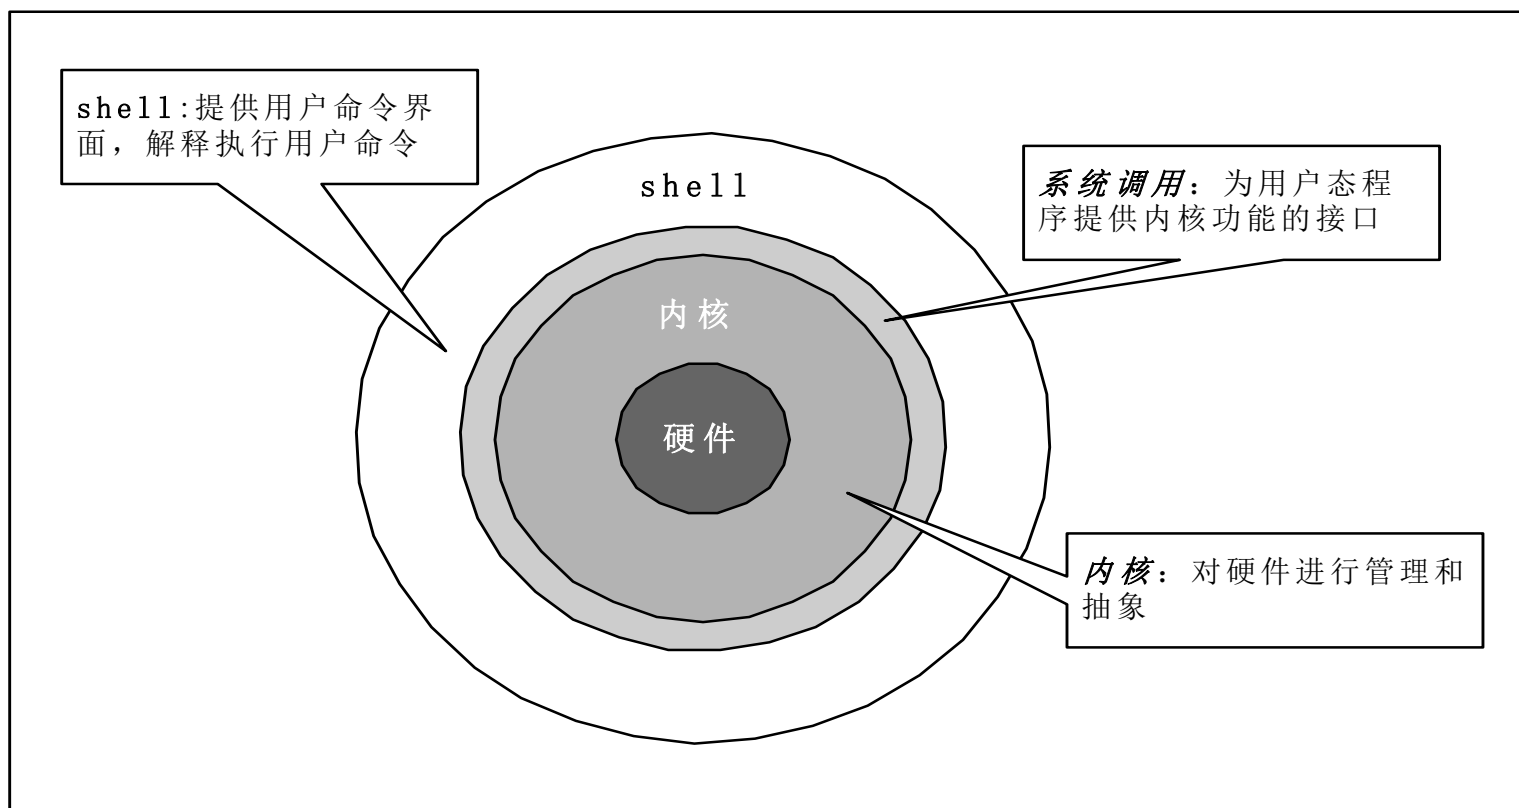 shell:提供用户命令界
面，解释执行用户命令
shell
系统调用：为用户态程
序提供内核功能的接口
内核
硬件
内核：对硬件进行管理和
抽象